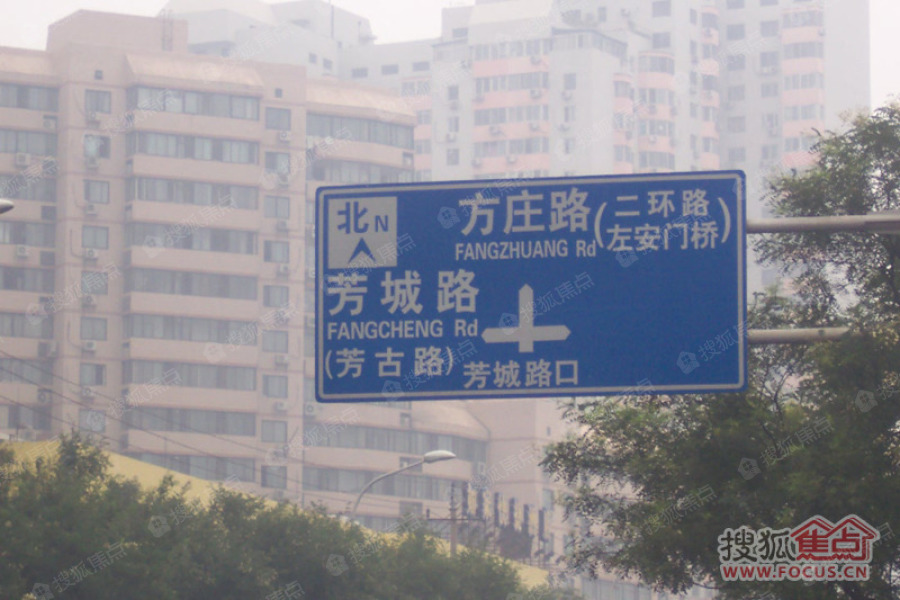 北N
方庄路(二环路
左安门桥)
FANGZHUANG Rd
芳城路
FANGCHENG Rd
(芳古路)
芳城路口
搜狐焦点
WWW.FOCUS.CN